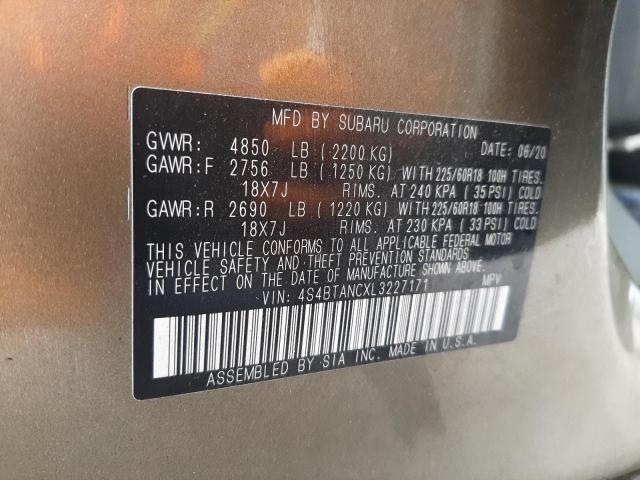 MFD BY SUBARU CORPORATION
GVWR: 4850 LB ( 2200 KG) DATE: 06/20
GAWR:F 2756 LB ( 1250 KG) WITH 225/60R18 100H TIRES.
18X7J RIMS. AT 240 KPA ( 35 PSI) COLD
GAWR:R 2690 LB ( 1220 KG) WITH 225/60R18 100H TIRES.
18X7J RIMS. AT 230 KPA ( 33 PSI) COLD
THIS VEHICLE CONFORMS TO ALL APPLICABLE FEDERAL MOTOR
VEHICLE SAFETY AND THEFT PREVENTION STANDARDS
IN EFFECT ON THE DATE OF MANUFACTURE SHOWN ABOVE.
VIN: 4S4BTANCXL3227171 MPV
ASSEMBLED BY SIA INC. MADE IN U.S.A.